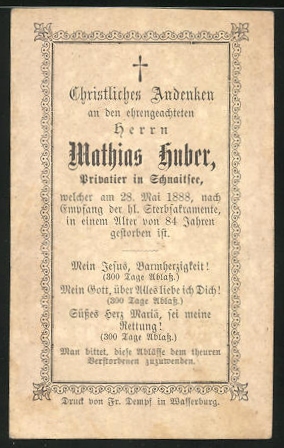 Christliches Andenken
an den ehrengeachteten
Herrn
Mathias Huber,
Privatier in Schnaitsee,
welcher am 28. Mai 1888, nach
Empfang der hl. Sterbsakramente,
in einem Alter von 84 Jahren
gestorben ist.
Mein Jesus, Barmherzigkeit!
(300 Tage Ablaß.)
Mein Gott, über Alles liebe ich Dich!
(300 Tage Ablaß.)
Süßes Herz Mariä, sei meine
Rettung!
(300 Tage Ablaß.)
Man bittet, diese Ablässe dem theuren
Verstorbenen zuzuwenden.
Druck von Fr. Dempf in Wasserburg.